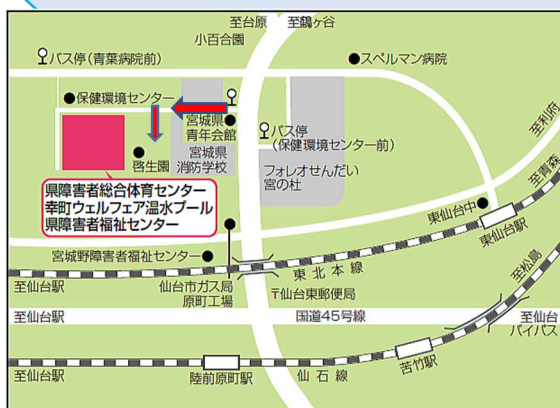 至台原
至鶴ヶ谷
小百合園
バス停(青葉病院前)
スペルマン病院
保健環境センター
宮城県
青年会館
バス停
(保健環境センター前)
至利府
至青森
啓生園
宮城県
消防学校
フォレオせんだい
宮の杜
県障害者総合体育センター
幸町ウェルフェア温水プール
県障害者福祉センター
東仙台中
東仙台駅
宮城野障害者福祉センター
至松島
東北本線
至仙台駅
仙台市ガス局
原町工場
〒仙台東郵便局
至仙台駅
国道45号線
至仙台
バイパス
苦竹駅
至仙台駅
陸前原町駅
仙石線